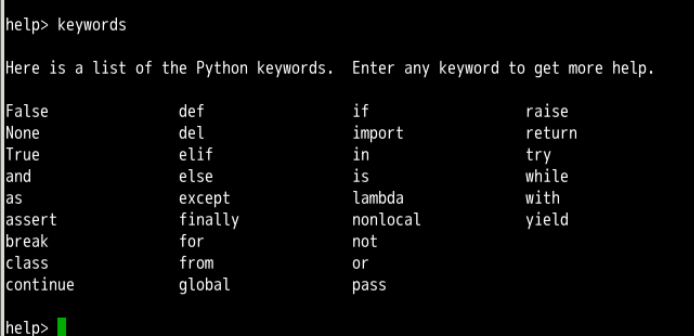 help> keywords
Here is a list of the Python keywords.  Enter any keyword to get more help.
False               def                 if                  raise
None                del                 import              return
True                elif                in                  try
and                 else                is                  while
as                  except              lambda              with
assert              finally             nonlocal            yield
break               for                 not
class               from                or
continue            global              pass
help>